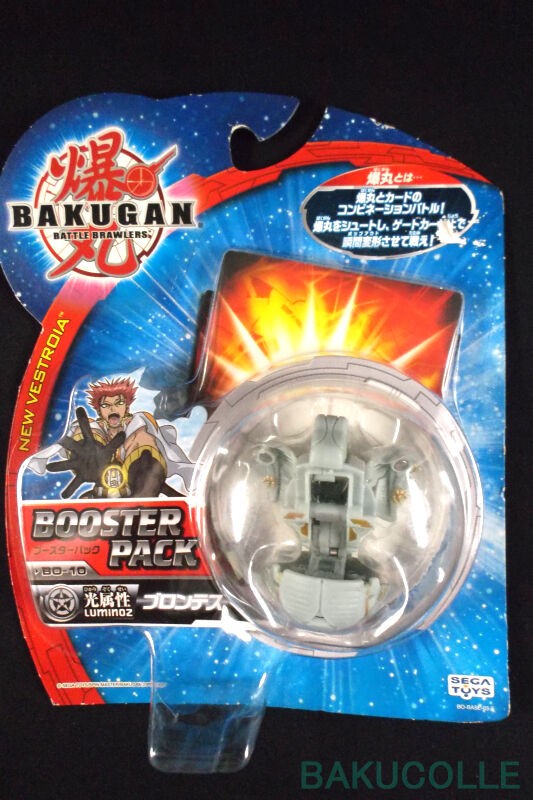 爆丸
BAKUGAN
BATTLE BRAWLERS
爆丸とは…
爆丸とカードの
コンビネーションバトル!
爆丸をシュートし、ゲートカード上で
瞬間変形させて戦え!
NEW VESTROIA™
BOOSTER
PACK
ブースターパック
BO-10
光属性
LUMINOZ
ブロンテス
SEGA
TOYS
BAKUCOLLE